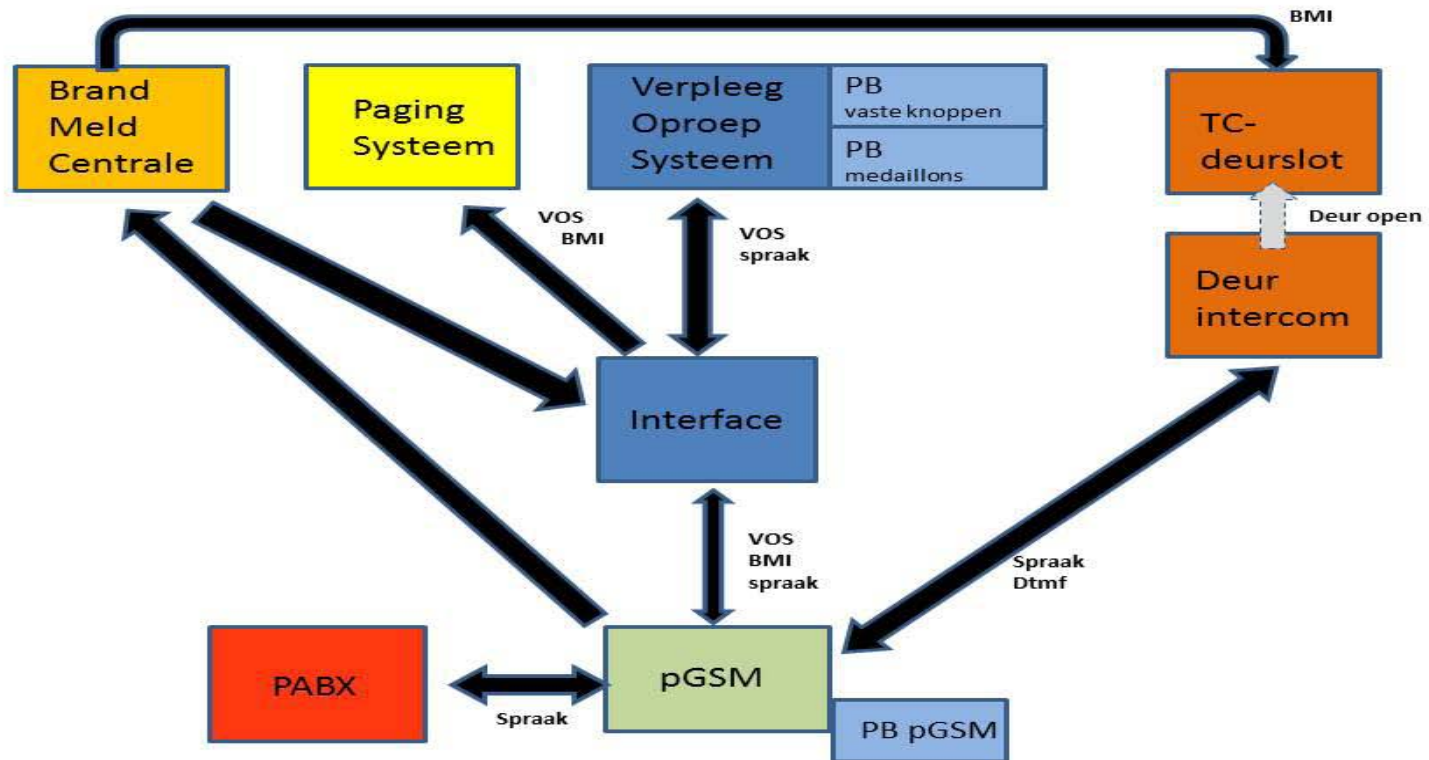 BMI
Brand
Meld
Centrale
Paging
Systeem
Verpleeg
Oproep
Systeem
PB
vaste knoppen
PB
medaillons
TC-
deurslot
VOS
BMI
VOS
spraak
Deur open
Deur
intercom
Interface
VOS
BMI
spraak
Spraak
Dtmf
PABX
Spraak
pGSM
PB pGSM